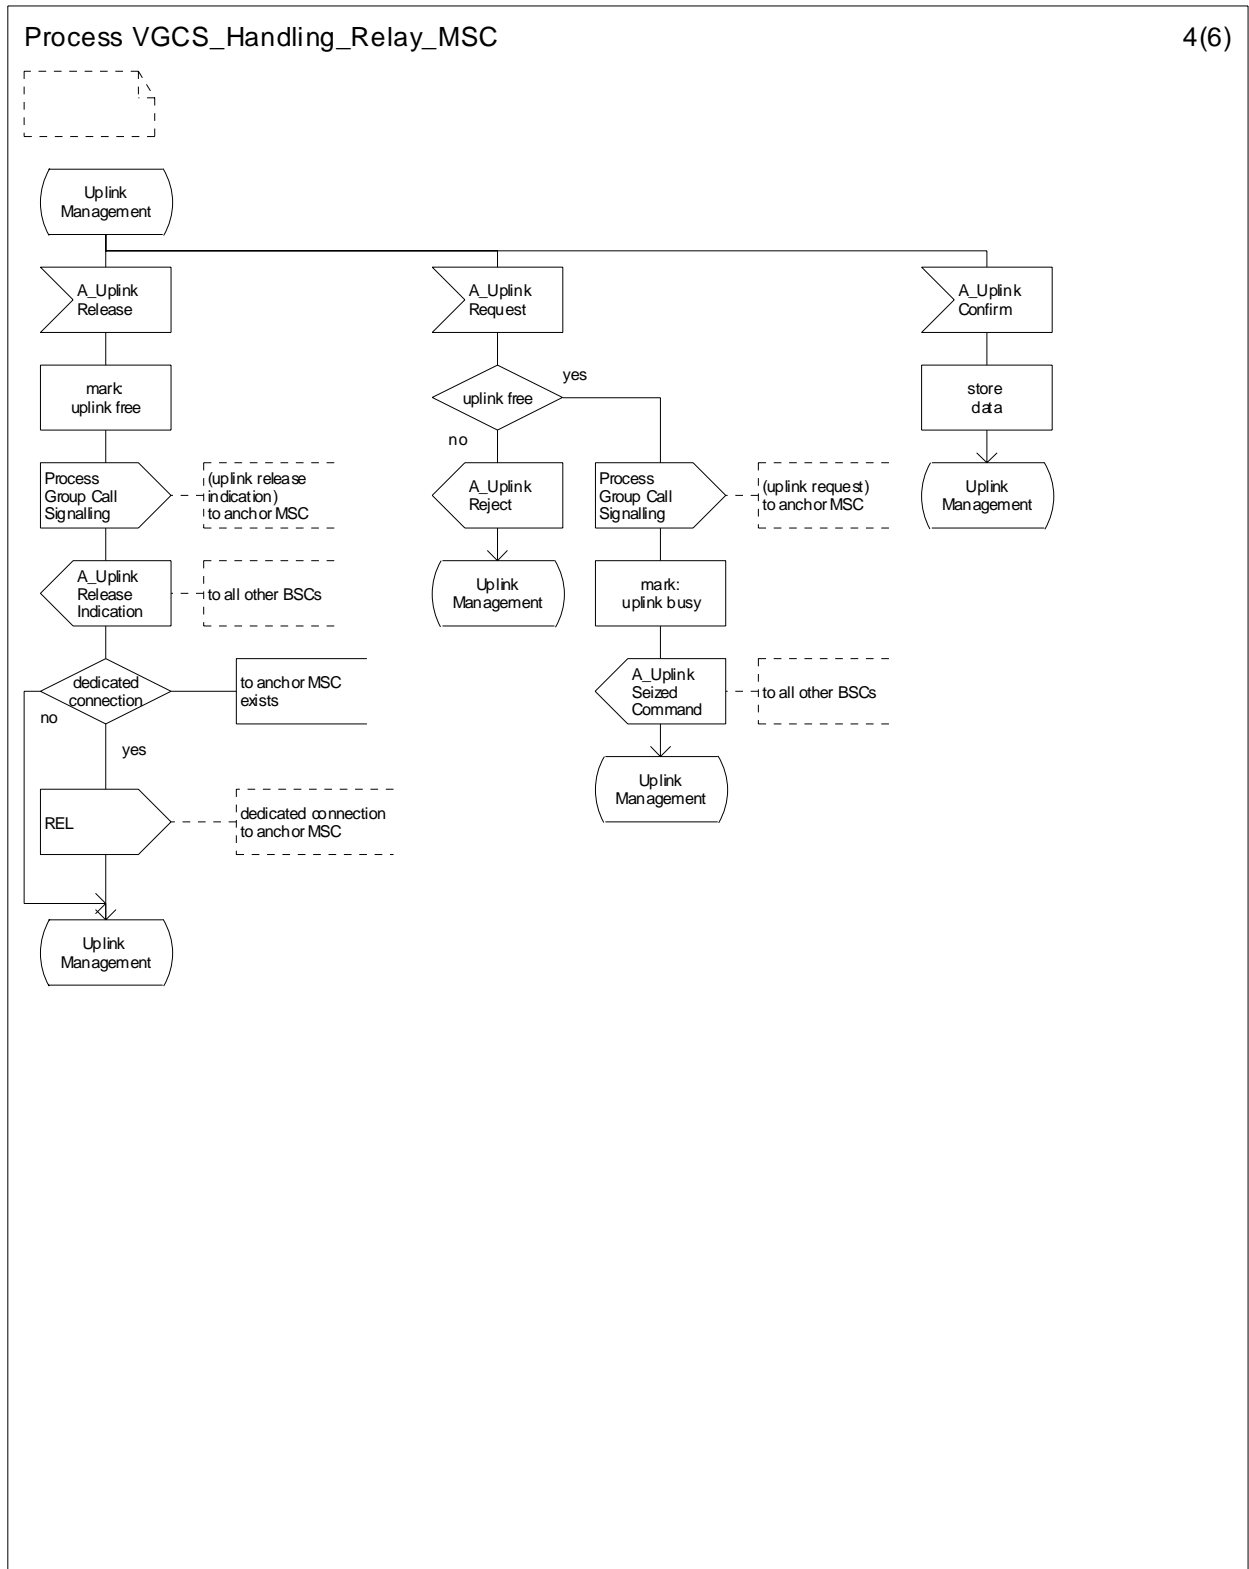 Process VGCS_Handling_Relay_MSC
4(6)
Uplink
Management
A_Uplink
Release
mark:
uplink free
Process
Group Call
Signalling
(uplink release
indication)
to anchor MSC
A_Uplink
Release
Indication
to all other BSCs
dedicated
connection
to anchor MSC
exists
no
yes
REL
dedicated connection
to anchor MSC
Uplink
Management
A_Uplink
Request
uplink free
yes
no
A_Uplink
Reject
Uplink
Management
Process
Group Call
Signalling
(uplink request)
to anchor MSC
mark:
uplink busy
A_Uplink
Seized
Command
to all other BSCs
Uplink
Management
A_Uplink
Confirm
store
data
Uplink
Management